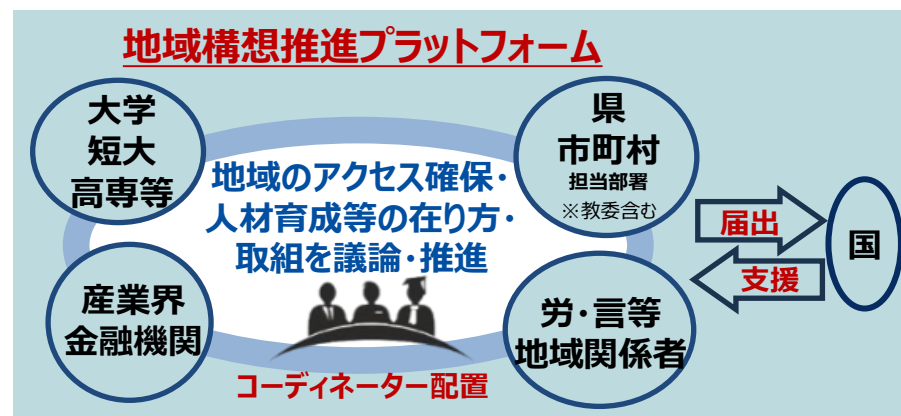 地域構想推進プラットフォーム
大学
短大
高専等
県
市町村
担当部署
※教委含む
地域のアクセス確保・
人材育成等の在り方・
取組を議論・推進
届出
支援
国
産業界
金融機関
労・言等
地域関係者
コーディネーター配置